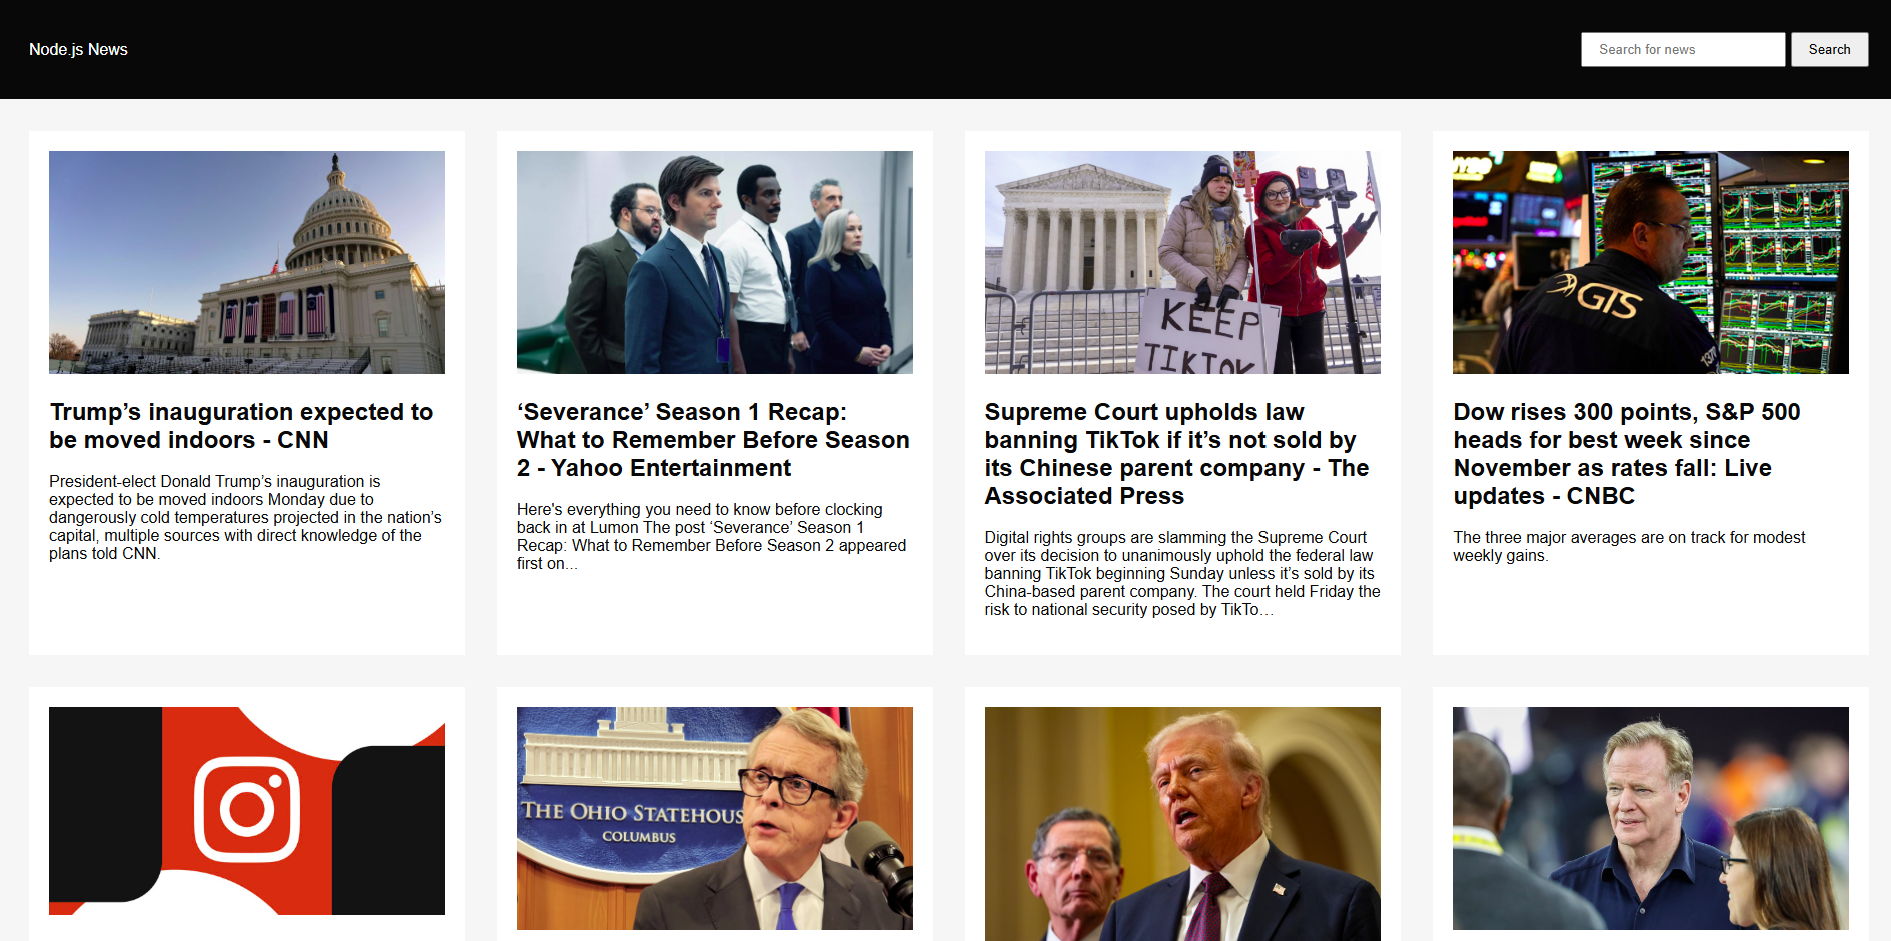 Node.js News
Search for news
Search
KEEP
TIKTOK
GTS
Trump’s inauguration expected to
be moved indoors - CNN
President-elect Donald Trump’s inauguration is
expected to be moved indoors Monday due to
dangerously cold temperatures projected in the nation’s
capital, multiple sources with direct knowledge of the
plans told CNN.
‘Severance’ Season 1 Recap:
What to Remember Before Season
2 - Yahoo Entertainment
Here's everything you need to know before clocking
back in at Lumon The post ‘Severance’ Season 1
Recap: What to Remember Before Season 2 appeared
first on...
Supreme Court upholds law
banning TikTok if it’s not sold by
its Chinese parent company - The
Associated Press
Digital rights groups are slamming the Supreme Court
over its decision to unanimously uphold the federal law
banning TikTok beginning Sunday unless it’s sold by its
China-based parent company. The court held Friday the
risk to national security posed by TikTo…
Dow rises 300 points, S&P 500
heads for best week since
November as rates fall: Live
updates - CNBC
The three major averages are on track for modest
weekly gains.
THE OHIO STATEHOUS
COLUMBUS